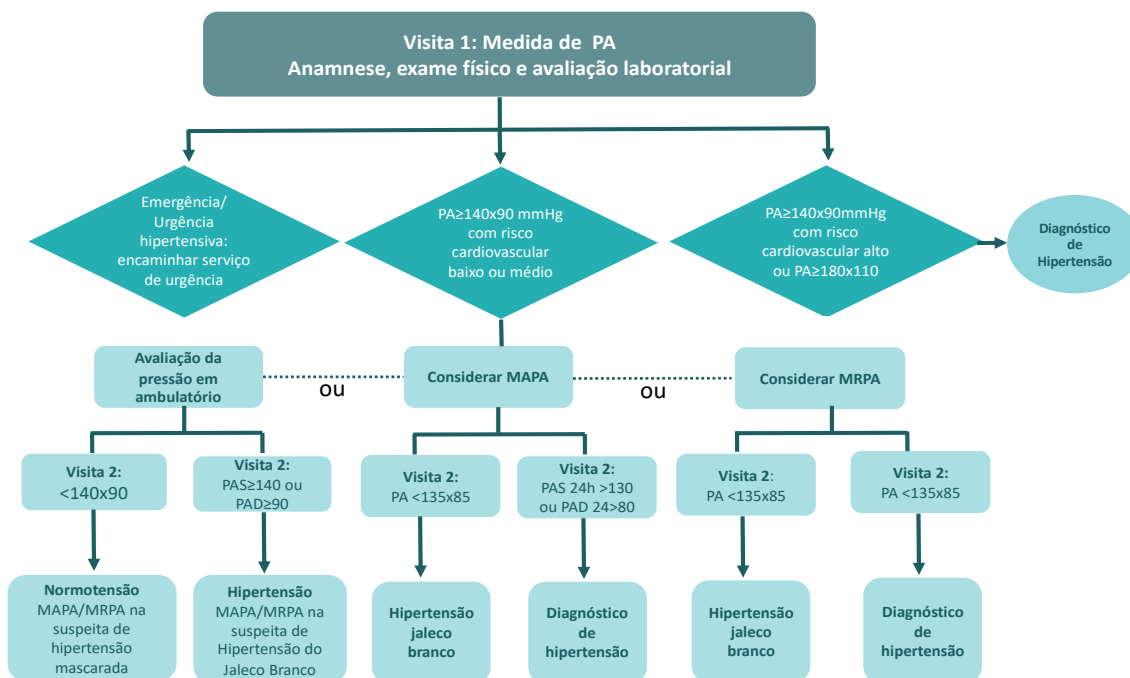 Visita 1: Medida de PA
Anamnese, exame físico e avaliação laboratorial
Emergência/
Urgência
hipertensiva:
encaminhar serviço
de urgência
PA≥140x90 mmHg
com risco
cardiovascular
baixo ou médio
PA≥140x90mmHg
com risco
cardiovascular alto
ou PA≥180x110
Diagnóstico
de
Hipertensão
Avaliação da
pressão em
ambulatório
ou
Considerar MAPA
ou
Considerar MRPA
Visita 2:
<140x90
Visita 2:
PAS≥140 ou
PAD≥90
Visita 2:
PA <135x85
Visita 2:
PAS 24h >130
ou PAD 24>80
Visita 2:
PA <135x85
Visita 2:
PA <135x85
Normotensão
MAPA/MRPA na
suspeita de
hipertensão
mascarada
Hipertensão
MAPA/MRPA na
suspeita de
Hipertensão do
Jaleco Branco
Hipertensão
jaleco
branco
Diagnóstico
de
hipertensão
Hipertensão
jaleco
branco
Diagnóstico
de
hipertensão